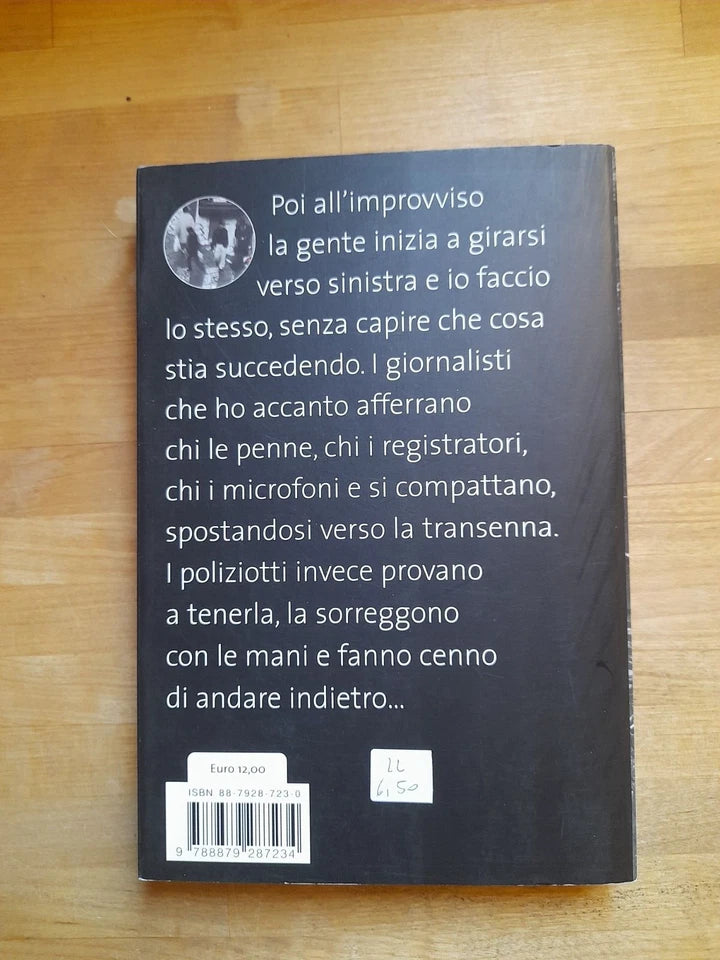 Poi all'improvviso
la gente inizia a girarsi
verso sinistra e io faccio
lo stesso, senza capire che cosa
stia succedendo. I giornalisti
che ho accanto afferrano
chi le penne, chi i registratori,
chi i microfoni e si compattano,
spostandosi verso la transenna.
I poliziotti invece provano
a tenerla, la sorreggono
con le mani e fanno cenno
di andare indietro...
Euro 12,00
ISBN 88-7928-723-0
9 788879 287234
LL
6,50